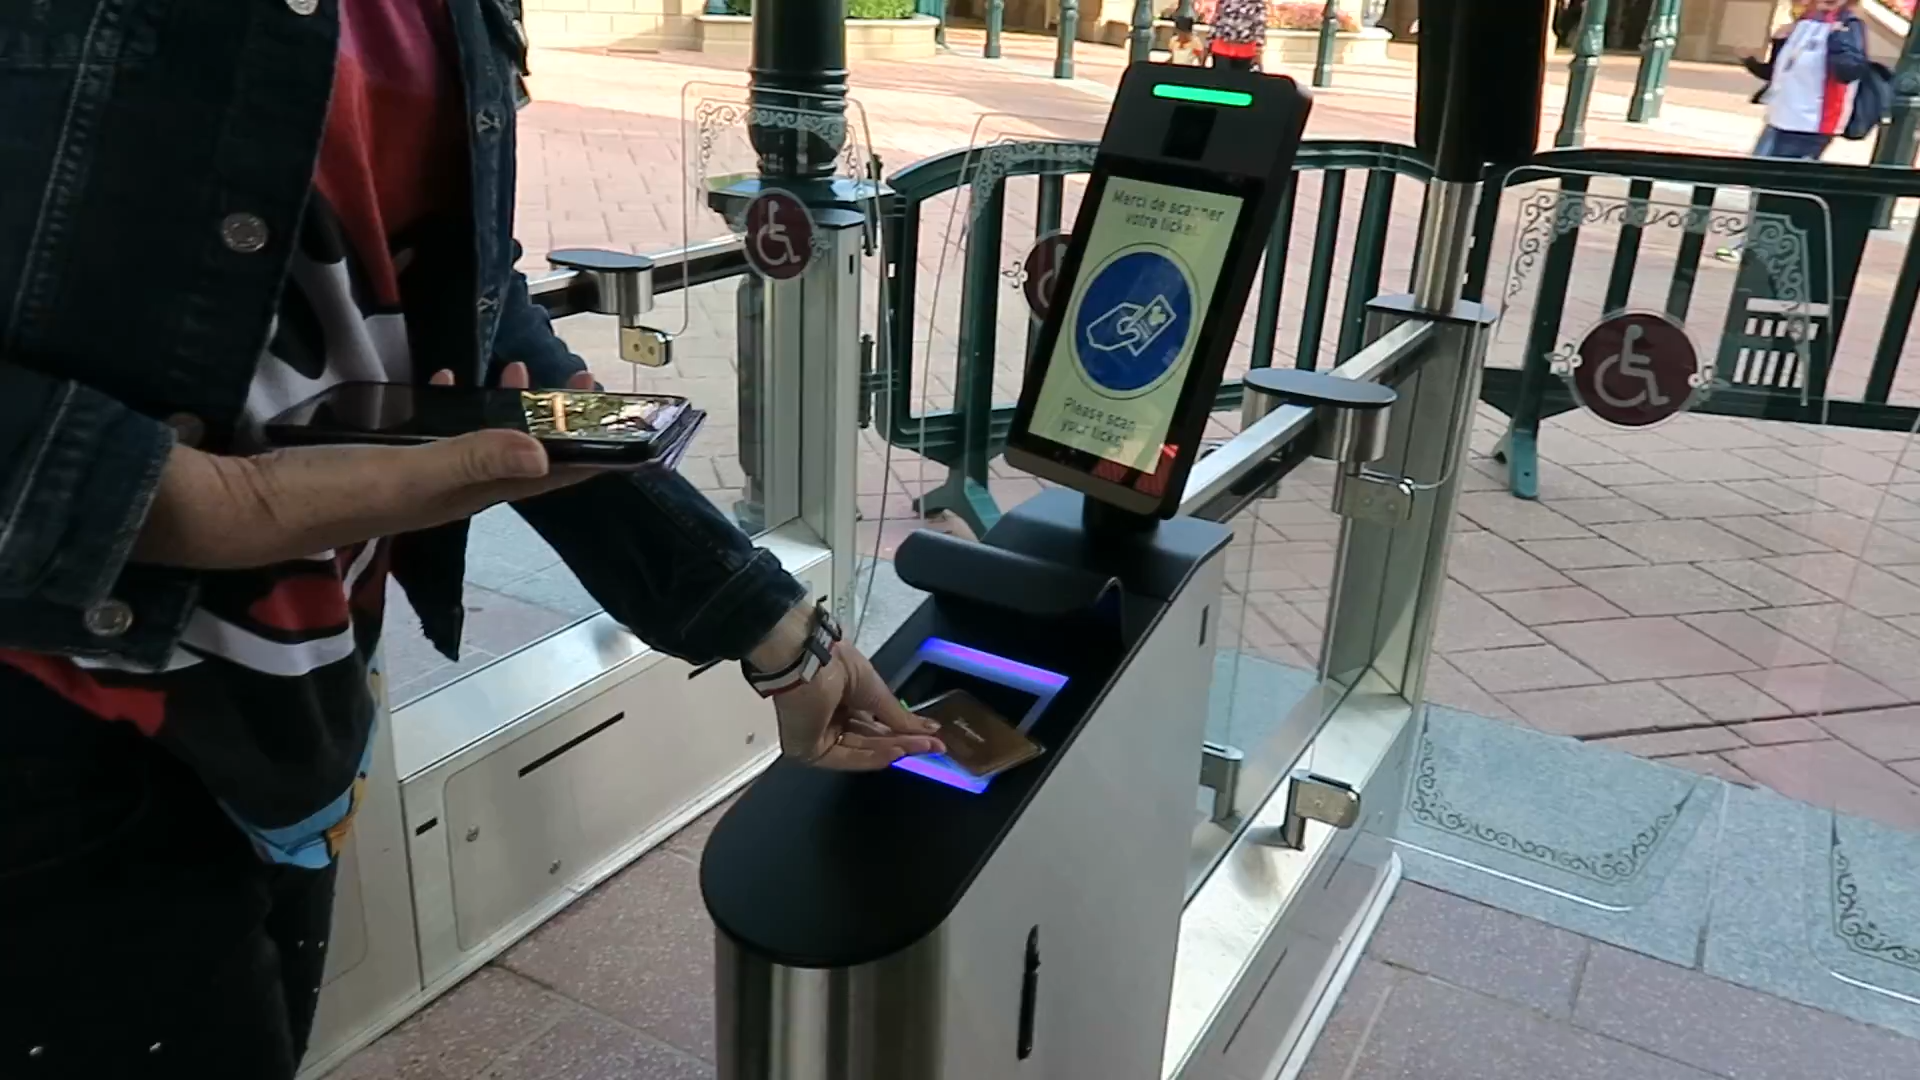 Merci de scanner
votre ticket.
Please scan
your ticket